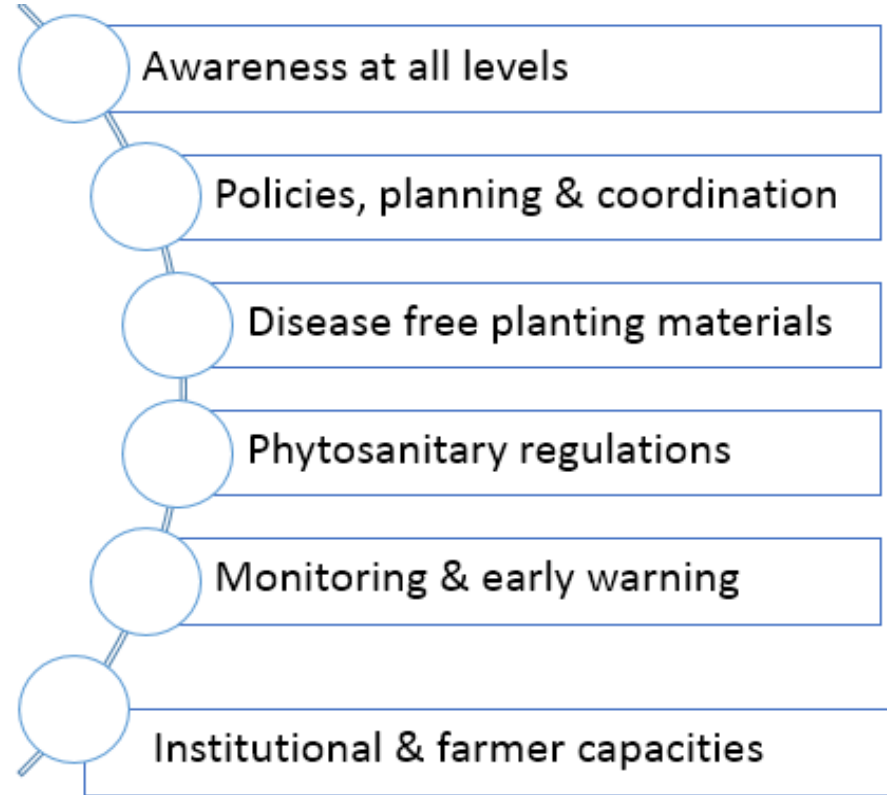 Awareness at all levels
Policies, planning & coordination
Disease free planting materials
Phytosanitary regulations
Monitoring & early warning
Institutional & farmer capacities